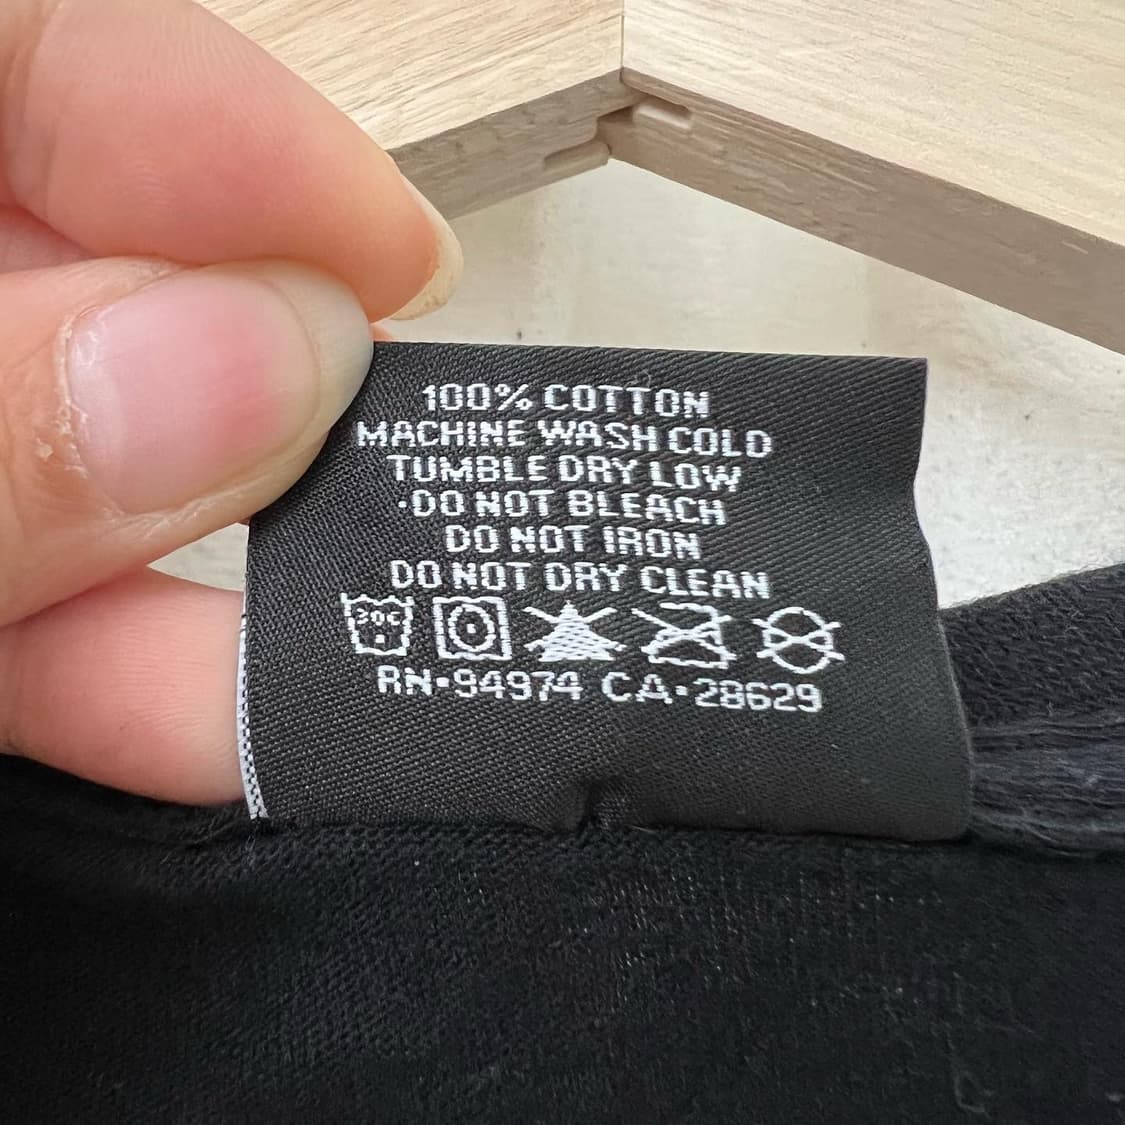 100% COTTON
MACHINE WASH COLD
TUMBLE DRY LOW
·DO NOT BLEACH
DO NOT IRON
DO NOT DRY CLEAN
30C
RN·94974 CA·28629